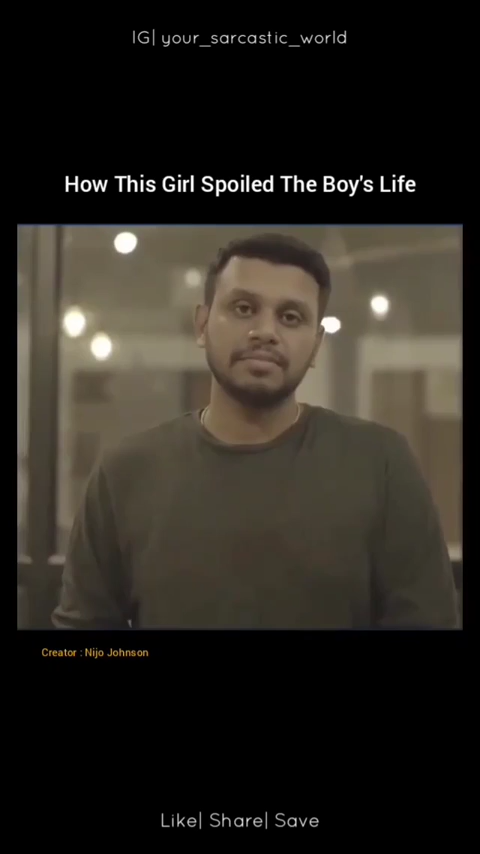 IG| your_sarcastic_world
How This Girl Spoiled The Boy's Life
Creator : Nijo Johnson
Like| Share| Save